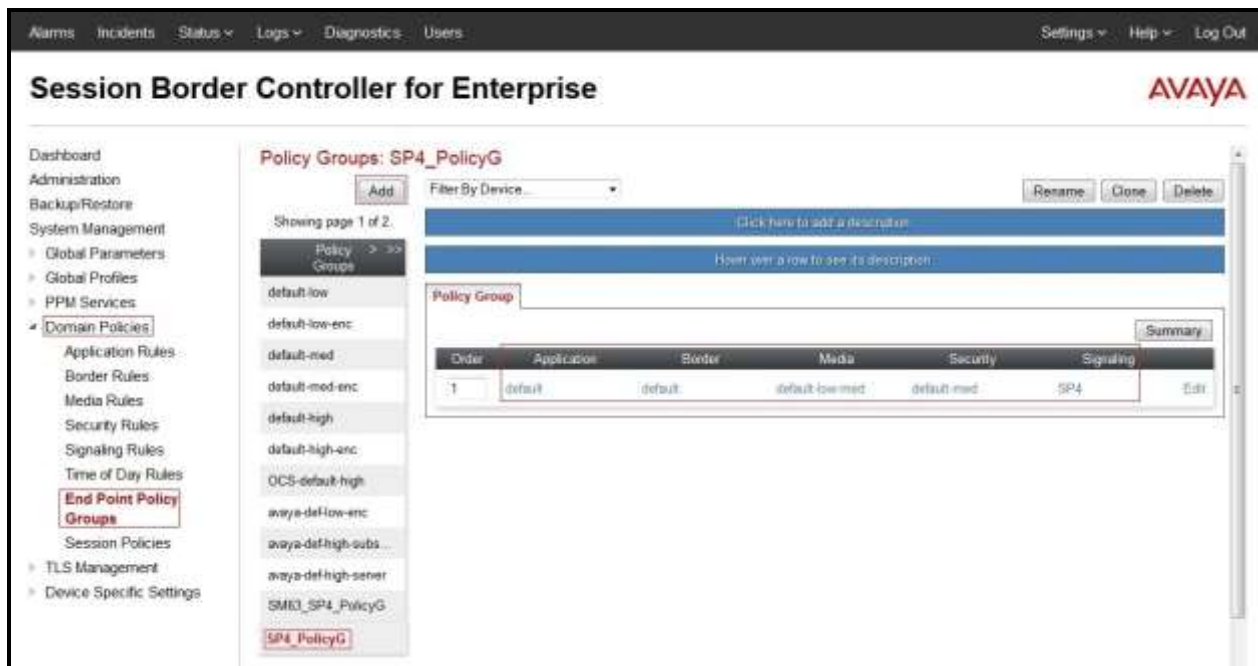 Alarms Incidents Status Logs Diagnostics Users Settings Help Log Out
Session Border Controller for Enterprise
AVAYA
Dashboard
Administration
Backup/Restore
System Management
Global Parameters
Global Profiles
PPM Services
Domain Policies
Application Rules
Border Rules
Media Rules
Security Rules
Signaling Rules
Time of Day Rules
End Point Policy
Groups
Session Policies
TLS Management
Device Specific Settings
Policy Groups: SP4_PolicyG
Add
Filter By Device...
Rename Clone Delete
Showing page 1 of 2.
Policy > >>
Groups
default-low
default-low-enc
default-med
default-med-enc
default-high
default-high-enc
OCS-default-high
avaya-def-low-enc
avaya-def-high-subs...
avaya-def-high-server
SM63_SP4_PolicyG
SP4_PolicyG
Click here to add a description.
Hover over a row to see its description.
Policy Group
Summary
Order Application Border Media Security Signaling
1 default default default-low-med default-med SP4 Edit